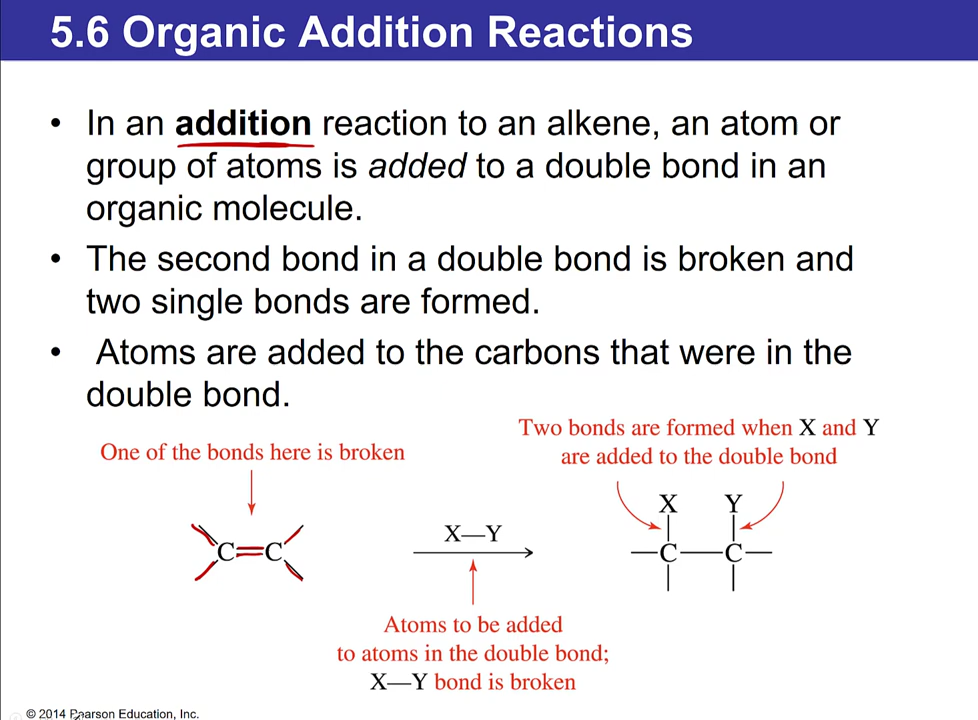 5.6 Organic Addition Reactions
• In an addition reaction to an alkene, an atom or
group of atoms is added to a double bond in an
organic molecule.
• The second bond in a double bond is broken and
two single bonds are formed.
• Atoms are added to the carbons that were in the
double bond.
One of the bonds here is broken
Two bonds are formed when X and Y
are added to the double bond
C=C
X—Y
X Y
—C—C—
Atoms to be added
to atoms in the double bond;
X—Y bond is broken
© 2014 Pearson Education, Inc.